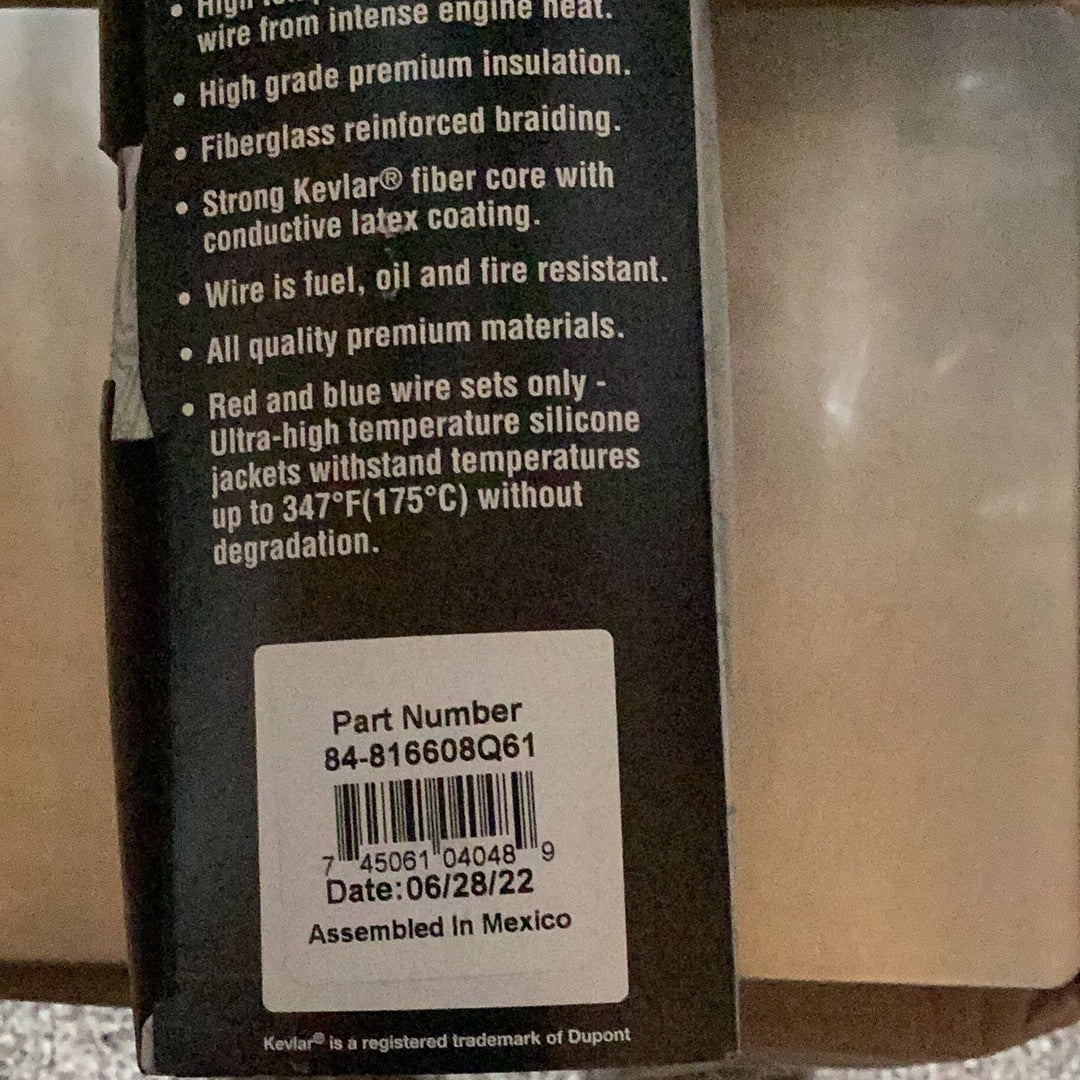 • High
wire from intense engine heat.
• High grade premium insulation.
• Fiberglass reinforced braiding.
• Strong Kevlar® fiber core with
conductive latex coating.
• Wire is fuel, oil and fire resistant.
• All quality premium materials.
• Red and blue wire sets only -
Ultra-high temperature silicone
jackets withstand temperatures
up to 347°F(175°C) without
degradation.
Part Number
84-816608Q61
7 45061 04048 9
Date:06/28/22
Assembled In Mexico
Kevlar® is a registered trademark of Dupont